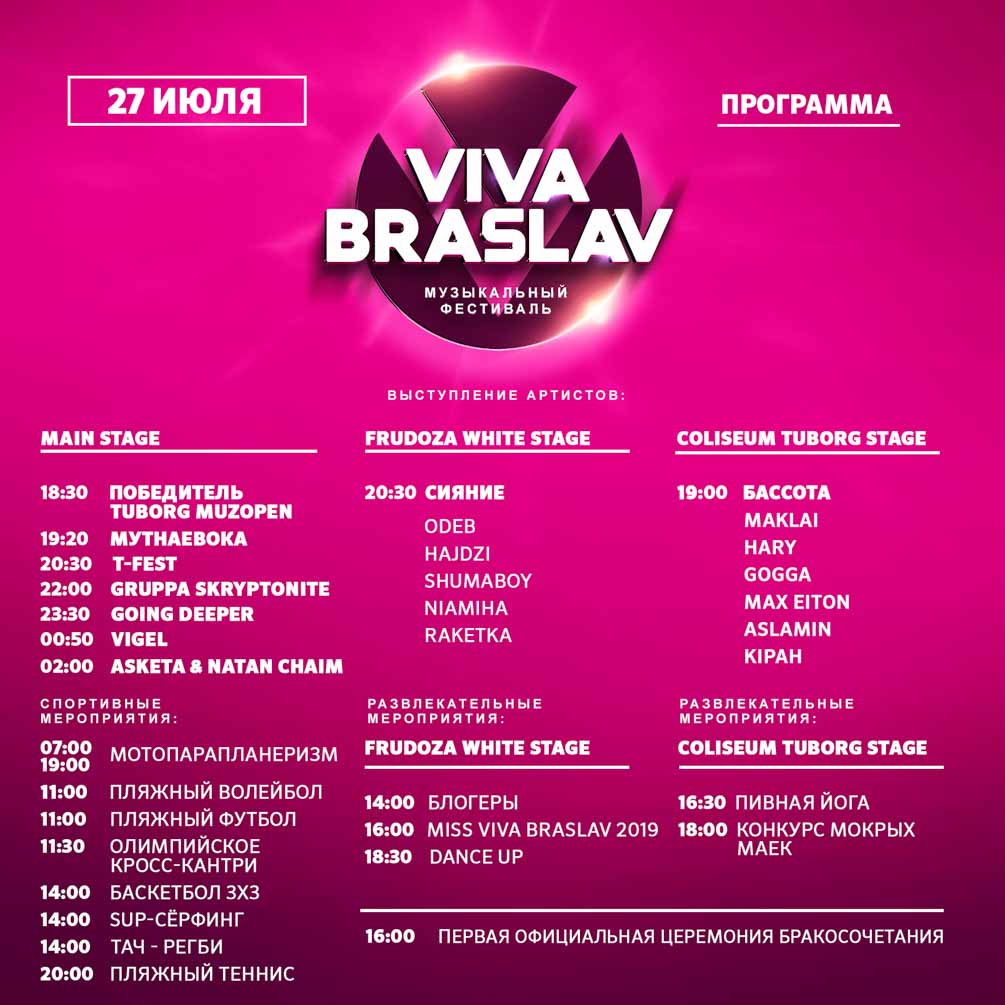 27 ИЮЛЯ
ПРОГРАММА
VIVA
BRASLAV
МУЗЫКАЛЬНЫЙ
ФЕСТИВАЛЬ
ВЫСТУПЛЕНИЕ АРТИСТОВ:
MAIN STAGE
18:30 ПОБЕДИТЕЛЬ
TUBORG MUZOPEN
19:20 МУТНАЕВОКА
20:30 T-FEST
22:00 GRUPPA SKRYPTONITE
23:30 GOING DEEPER
00:50 VIGEL
02:00 ASKETA & NATAN CHAIM
FRUDOZA WHITE STAGE
20:30 СИЯНИЕ
ODEB
HAJDZI
SHUMABOY
NIAMIHA
RAKETKA
COLISEUM TUBORG STAGE
19:00 БАССОТА
MAKLAI
HARY
GOGGA
MAX EITON
ASLAMIN
KIPAH
СПОРТИВНЫЕ
МЕРОПРИЯТИЯ:
07:00
19:00 МОТОПАРАПЛАНЕРИЗМ
11:00 ПЛЯЖНЫЙ ВОЛЕЙБОЛ
11:00 ПЛЯЖНЫЙ ФУТБОЛ
11:30 ОЛИМПИЙСКОЕ
КРОСС-КАНТРИ
14:00 БАСКЕТБОЛ 3X3
14:00 SUP-СЁРФИНГ
14:00 ТАЧ - РЕГБИ
20:00 ПЛЯЖНЫЙ ТЕННИС
РАЗВЛЕКАТЕЛЬНЫЕ
МЕРОПРИЯТИЯ:
FRUDOZA WHITE STAGE
14:00 БЛОГЕРЫ
16:00 MISS VIVA BRASLAV 2019
18:30 DANCE UP
РАЗВЛЕКАТЕЛЬНЫЕ
МЕРОПРИЯТИЯ:
COLISEUM TUBORG STAGE
16:30 ПИВНАЯ ЙОГА
18:00 КОНКУРС МОКРЫХ
МАЕК
16:00 ПЕРВАЯ ОФИЦИАЛЬНАЯ ЦЕРЕМОНИЯ БРАКОСОЧЕТАНИЯ